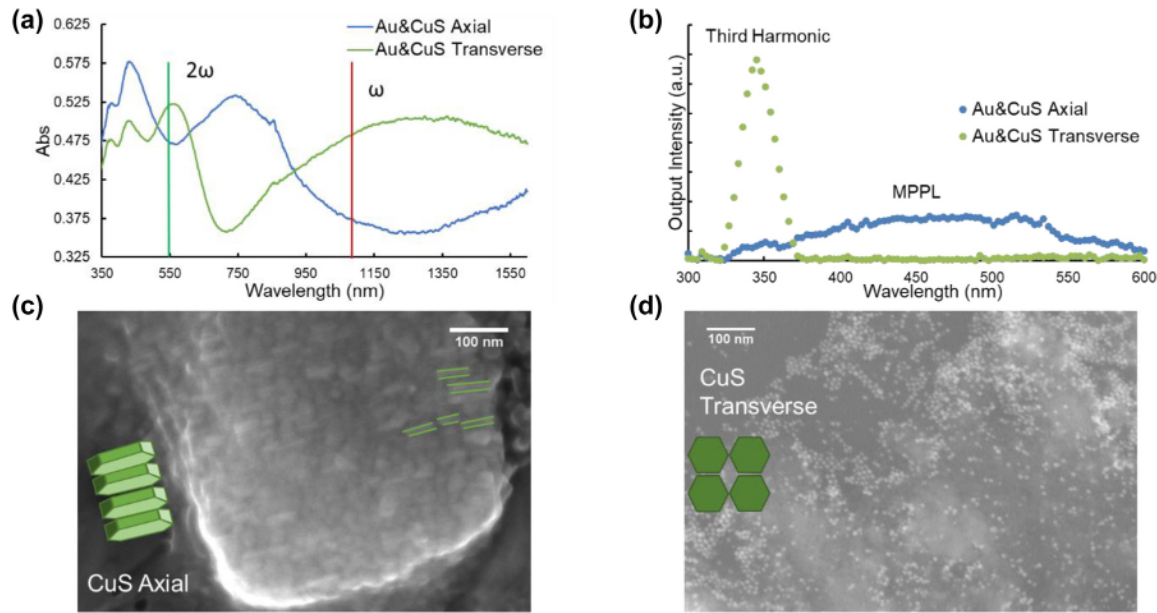 (a)
0.625
0.575
0.525
0.475
0.425
0.375
0.325
Abs
350
550
750
950
1150
1350
1550
Wavelength (nm)
2ω
ω
Au&CuS Axial
Au&CuS Transverse
(b)
Third Harmonic
Output Intensity (a.u.)
Au&CuS Axial
Au&CuS Transverse
MPPL
300
350
400
450
500
550
600
Wavelength (nm)
(c)
100 nm
CuS Axial
(d)
100 nm
CuS
Transverse